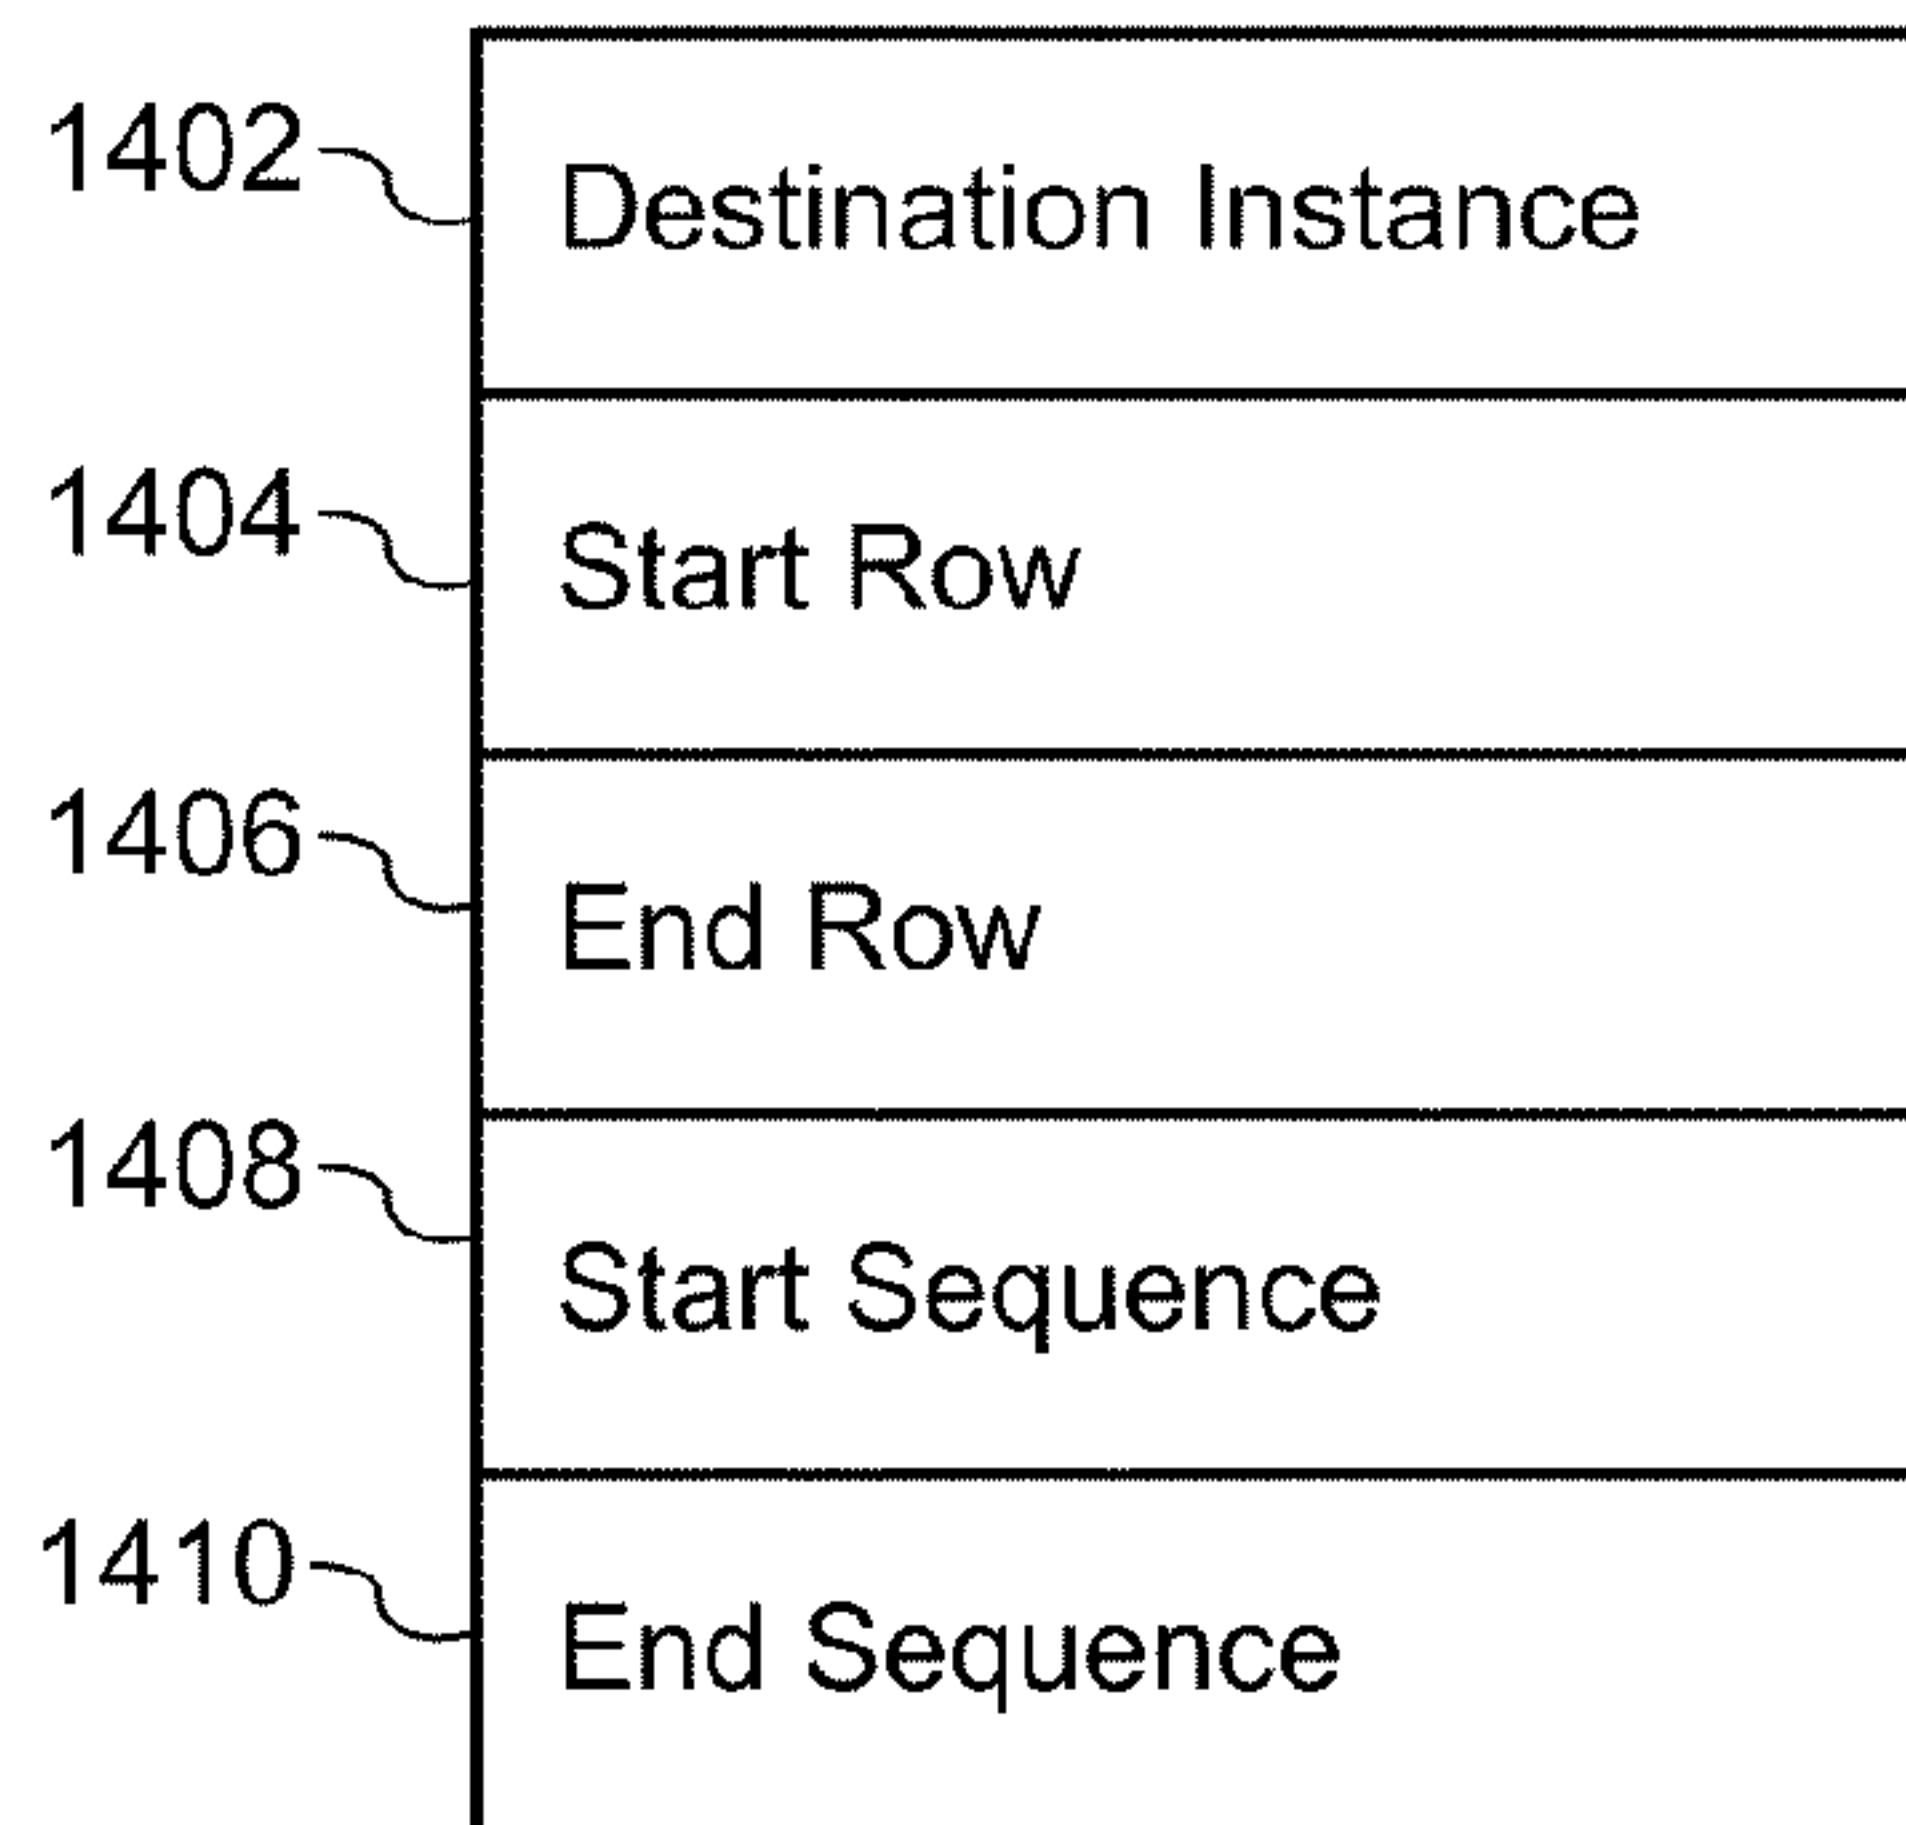 1402
Destination Instance
1404
Start Row
1406
End Row
1408
Start Sequence
1410
End Sequence